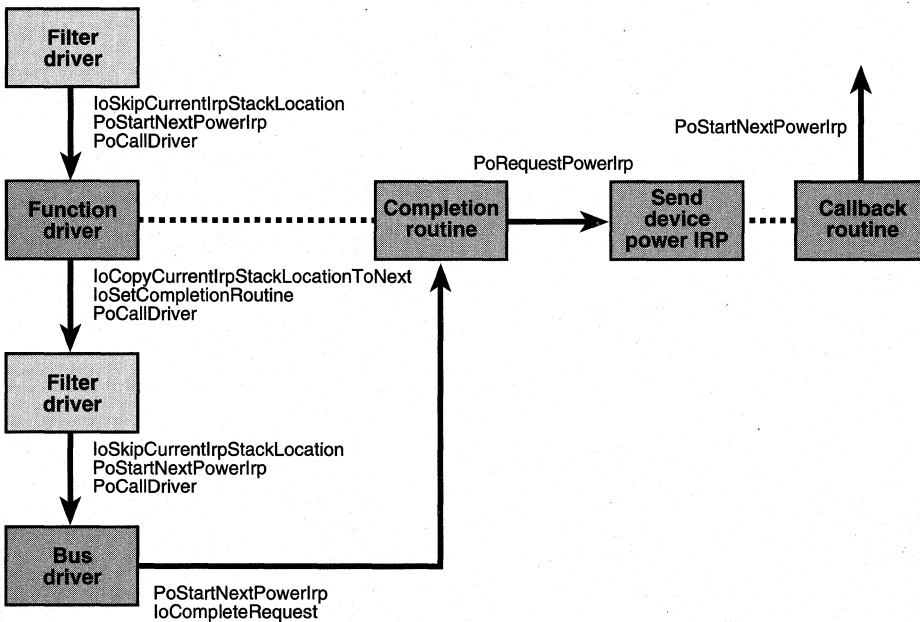 Filter
driver
IoSkipCurrentIrpStackLocation
PoStartNextPowerIrp
PoCallDriver
Function
driver
IoCopyCurrentIrpStackLocationToNext
IoSetCompletionRoutine
PoCallDriver
Filter
driver
IoSkipCurrentIrpStackLocation
PoStartNextPowerIrp
PoCallDriver
Bus
driver
PoStartNextPowerIrp
IoCompleteRequest
Completion
routine
PoRequestPowerIrp
Send
device
power IRP
Callback
routine
PoStartNextPowerIrp